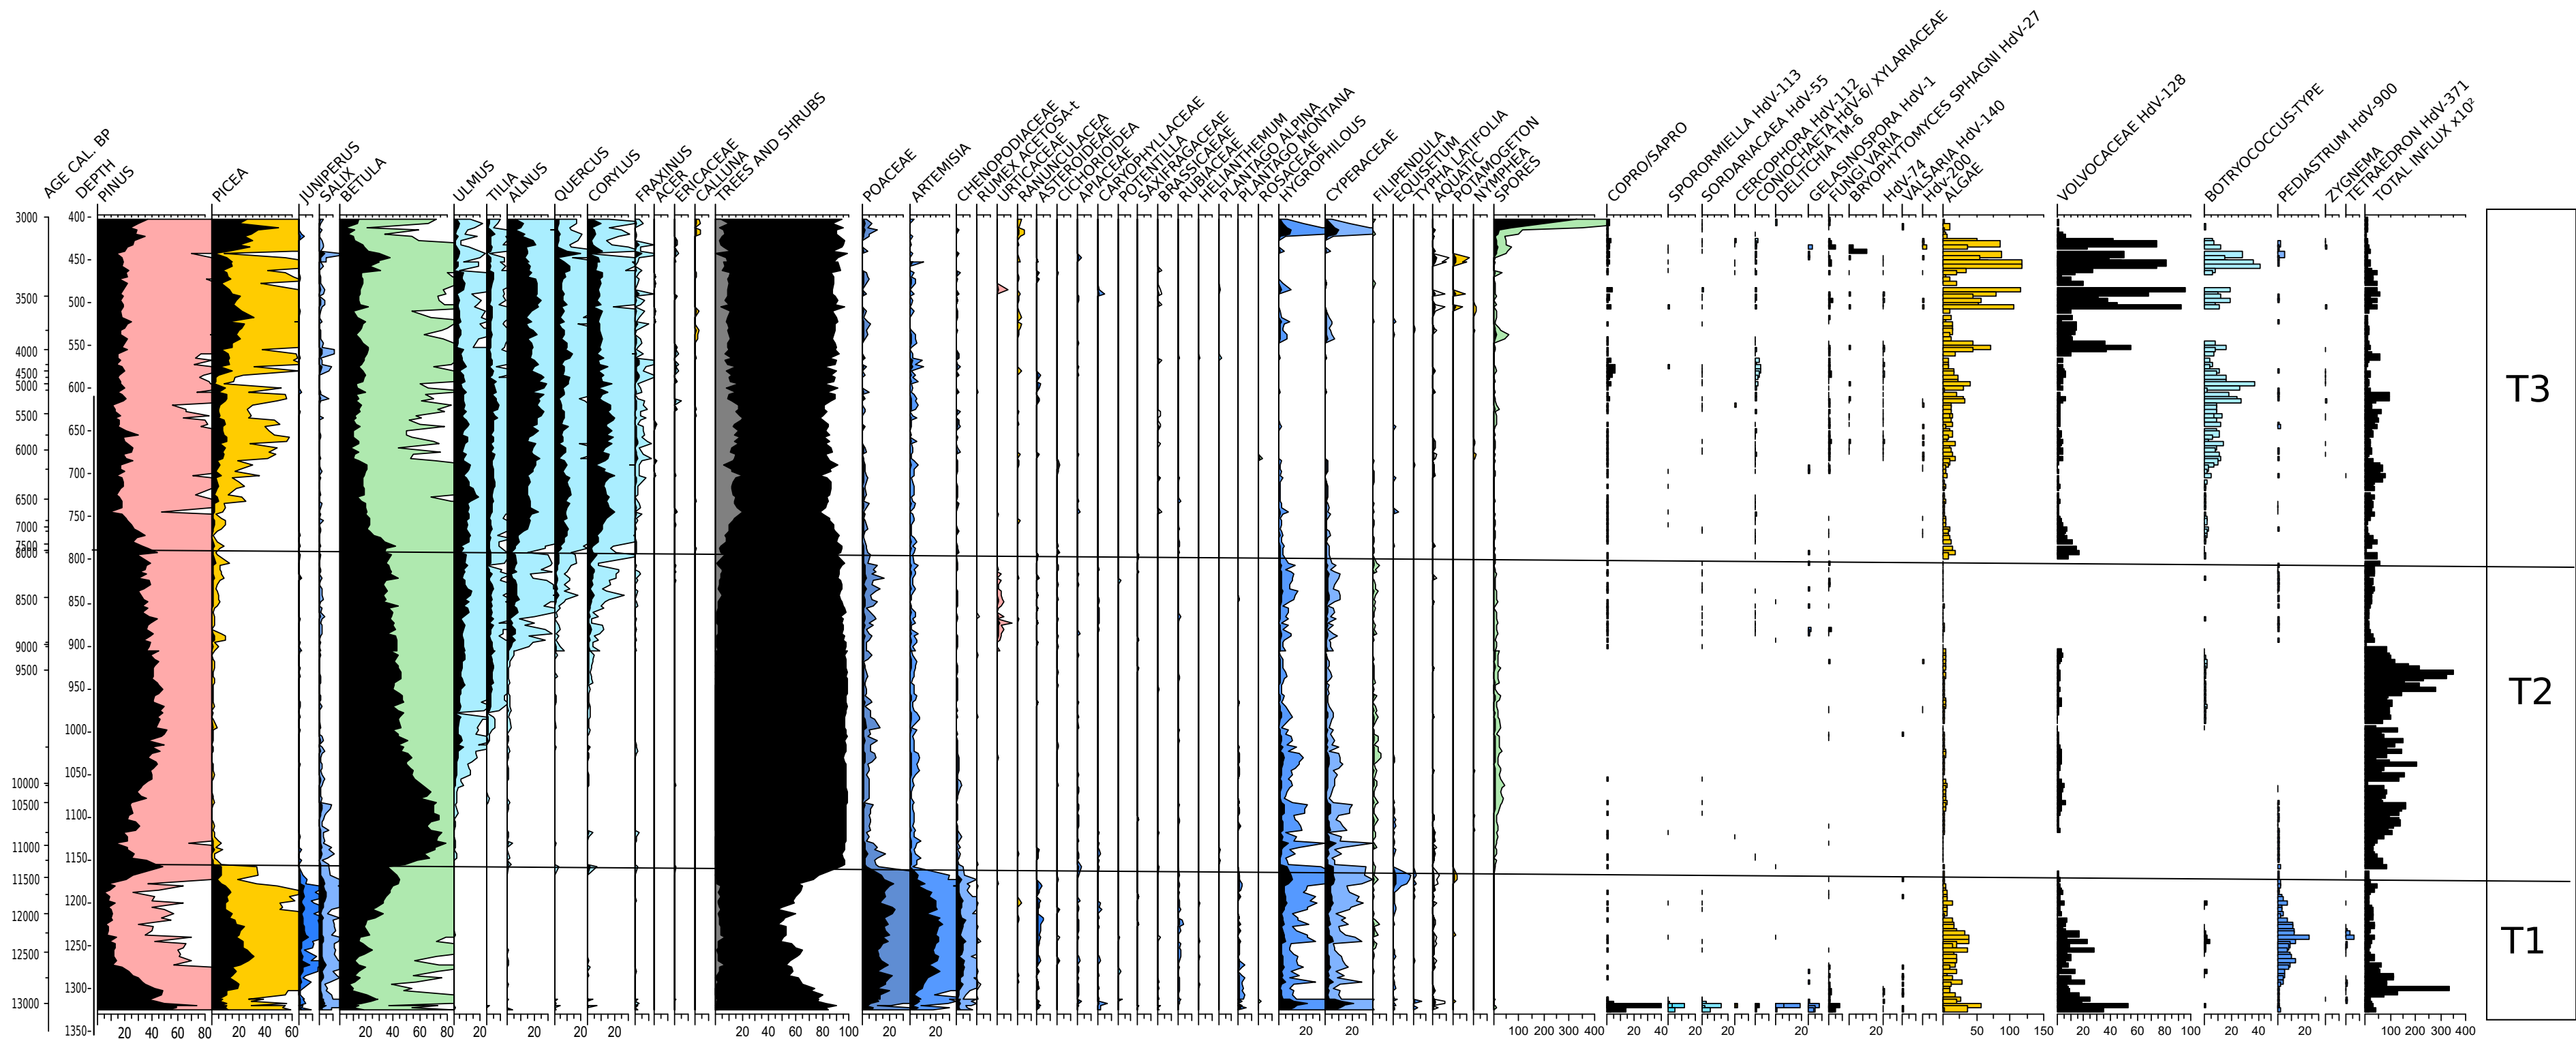 AGE CAL. BP
DEPTH
PINUS
PICEA
JUNIPERUS
SALIX
BETULA
ULMUS
TILIA
ALNUS
QUERCUS
CORYLUS
FRAXINUS
ACER
ERICACEAE
CALLUNA
TREES AND SHRUBS
POACEAE
ARTEMISIA
CHENOPODIACEAE
RUMEX ACETOSA-t
URTICACEAE
RANUNCULACEA
ASTEROIDEAE
CICHORIOIDEA
APIACEAE
CARYOPHYLLACEAE
POTENTILLA
SAXIFRAGACEAE
BRASSICACEAE
RUBIACEAE
HELIANTHEMUM
PLANTAGO ALPINA
PLANTAGO MONTANA
ROSACEAE
HYGROPHILOUS
CYPERACEAE
FILIPENDULA
EQUISETUM
TYPHA LATIFOLIA
AQUATIC
POTAMOGETON
NYMPHEA
SPORES
COPRO/SAPRO
SPORORMIELLA HdV-113
SORDARIACAEA HdV-55
CERCOPHORA HdV-112
CONIOCHAETA HdV-6/ XYLARIACEAE
DELITCHIA TM-6
GELASINOSPORA HdV-1
FUNGI VARIA
BRYOPHYTOMYCES SPHAGNI HdV-27
HdV-74
VALSARIA HdV-140
Hdv-200
ALGAE
VOLVOCACEAE HdV-128
BOTRYOCOCCUS-TYPE
PEDIASTRUM HdV-900
ZYGNEMA
TETRAEDRON HdV-371
TOTAL INFLUX x10²
3000
3500
4000
4500
5000
5500
6000
6500
7000
7500
8000
8500
9000
9500
10000
10500
11000
11500
12000
12500
13000
400
450
500
550
600
650
700
750
800
850
900
950
1000
1050
1100
1150
1200
1250
1300
1350
T3
T2
T1
20 40 60 80
20 40 60
20 40 60 80
20
20
20
20
20 40 60 80 100
20
20
20
20
100 200 300 400
20 40
20
20
50 100 150
20 40 60 80 100
20 40
20
100 200 300 400